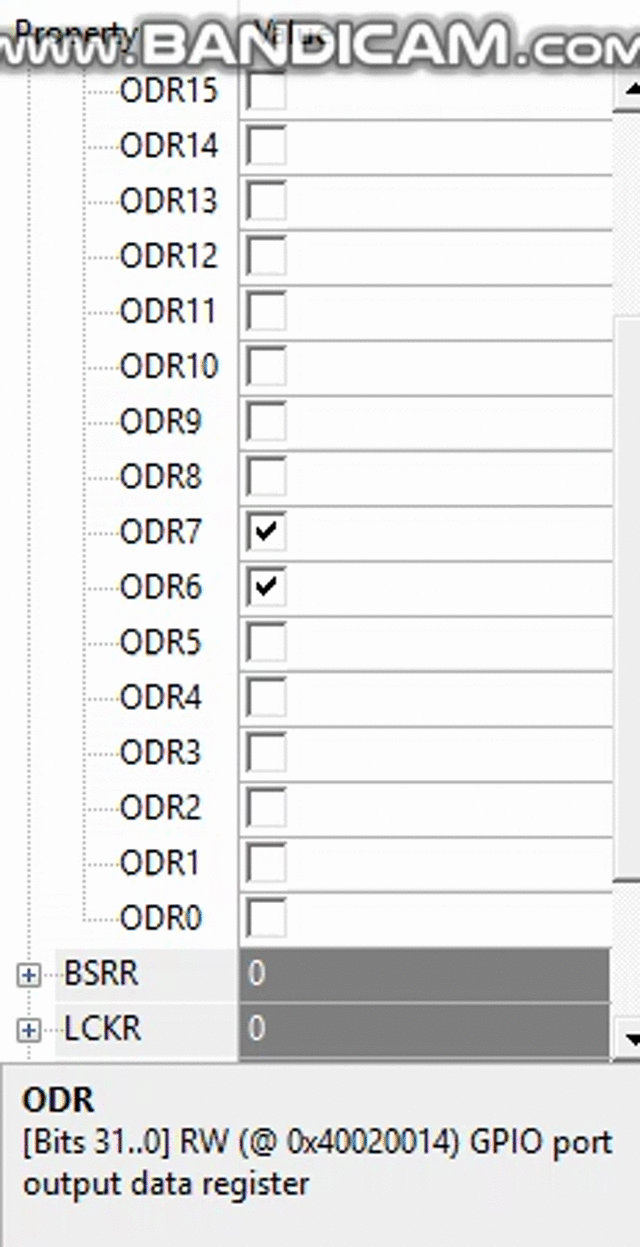 Property Value
www.BANDICAM.com
ODR15
ODR14
ODR13
ODR12
ODR11
ODR10
ODR9
ODR8
ODR7
ODR6
ODR5
ODR4
ODR3
ODR2
ODR1
ODR0
BSRR 0
LCKR 0
ODR
[Bits 31..0] RW (@ 0x40020014) GPIO port
output data register